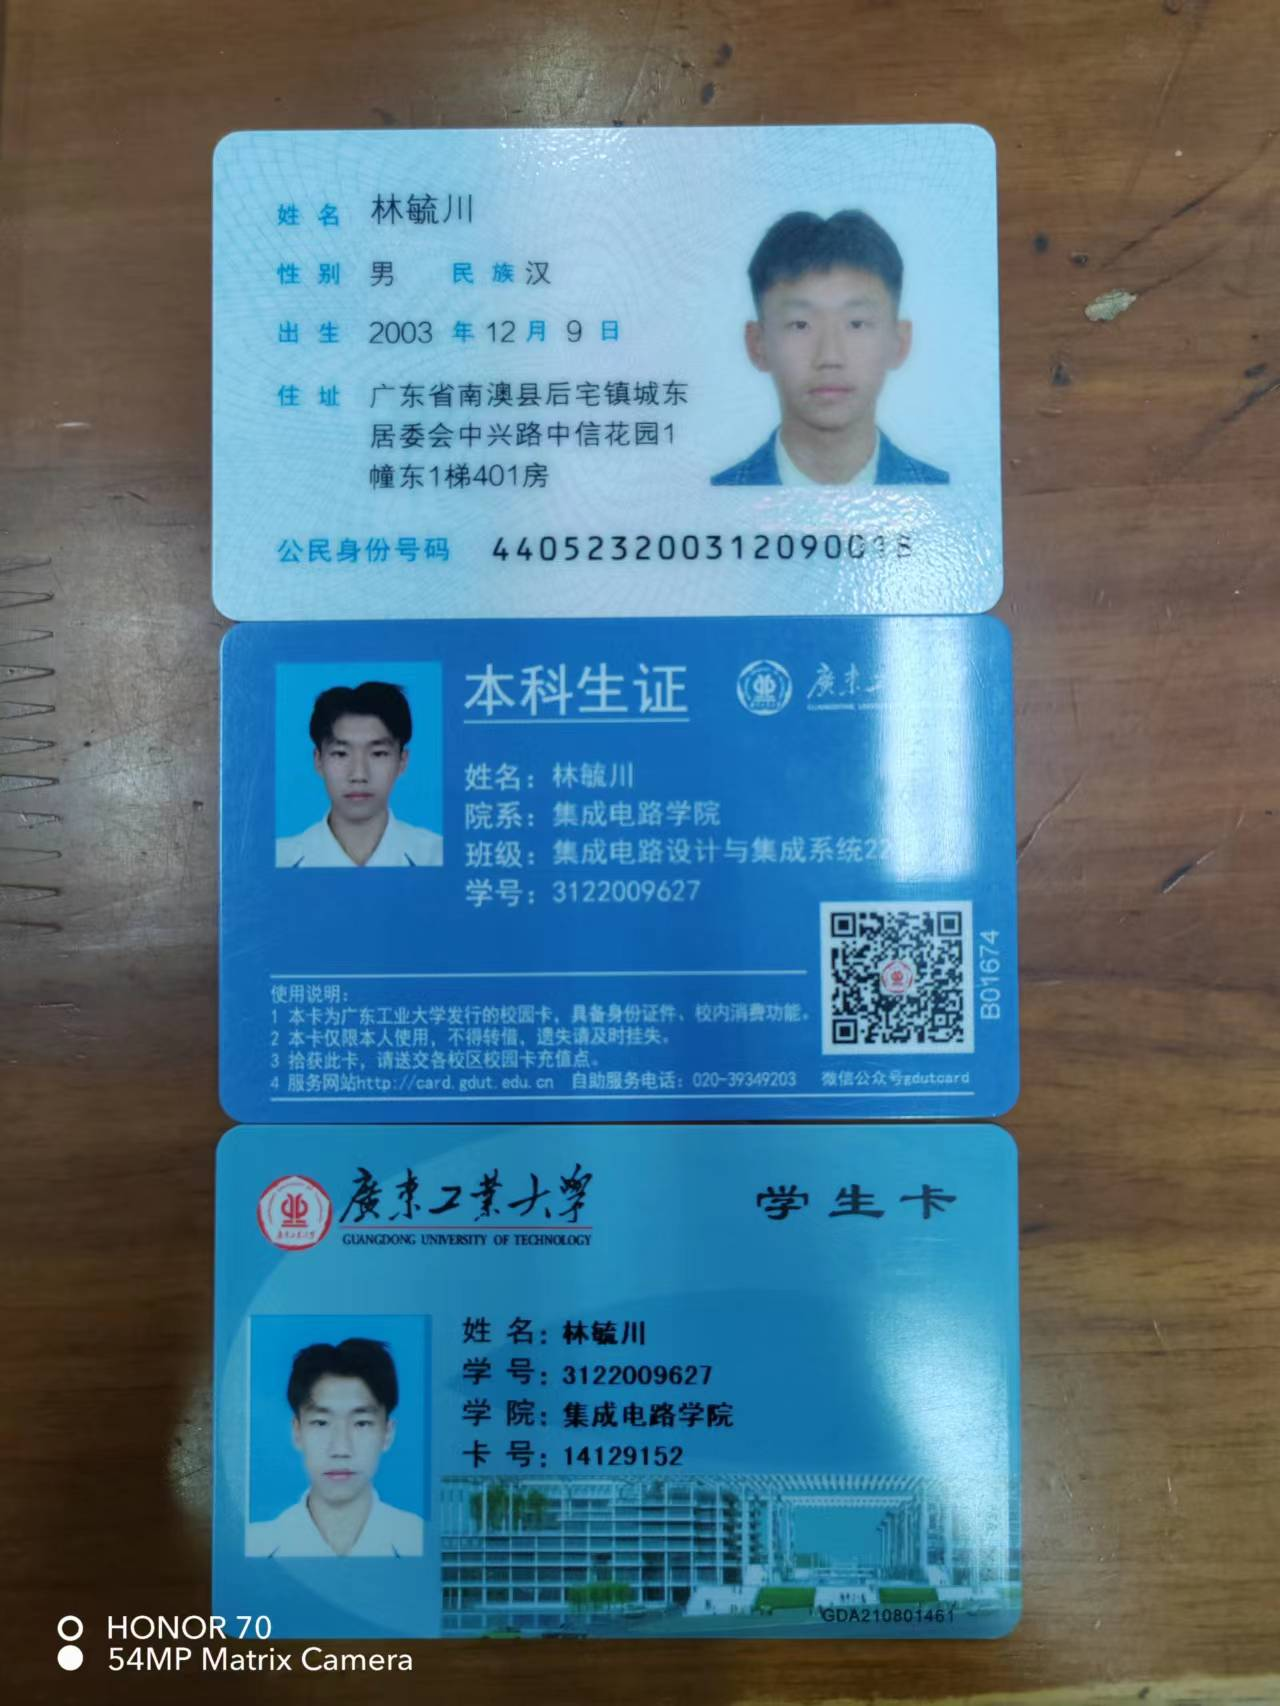 姓名 林毓川
性别 男 民族 汉
出生 2003 年 12 月 9 日
住址 广东省南澳县后宅镇城东
居委会中兴路中信花园1
幢东1梯401房
公民身份号码
本科生证
廣東工
姓名：林毓川
院系：集成电路学院
班级：集成电路设计与集成系统
学号：3122009627
B01674
使用说明：
1 本卡为广东工业大学发行的校园卡，具备身份证件、校内消费功能。
2 本卡仅限本人使用，不得转借、遗失请及时挂失。
3 拾获此卡，请送交各校区校园卡充值点。
4 服务网站http://card.gdut.edu.cn 自助服务电话：020-39349203 微信公众号gdutcard
廣東工業大學 学生卡
GUANGDONG UNIVERSITY OF TECHNOLOGY
姓 名：林毓川
学 号：3122009627
学 院：集成电路学院
卡 号：14129152
GDA210801461
HONOR 70
54MP Matrix Camera